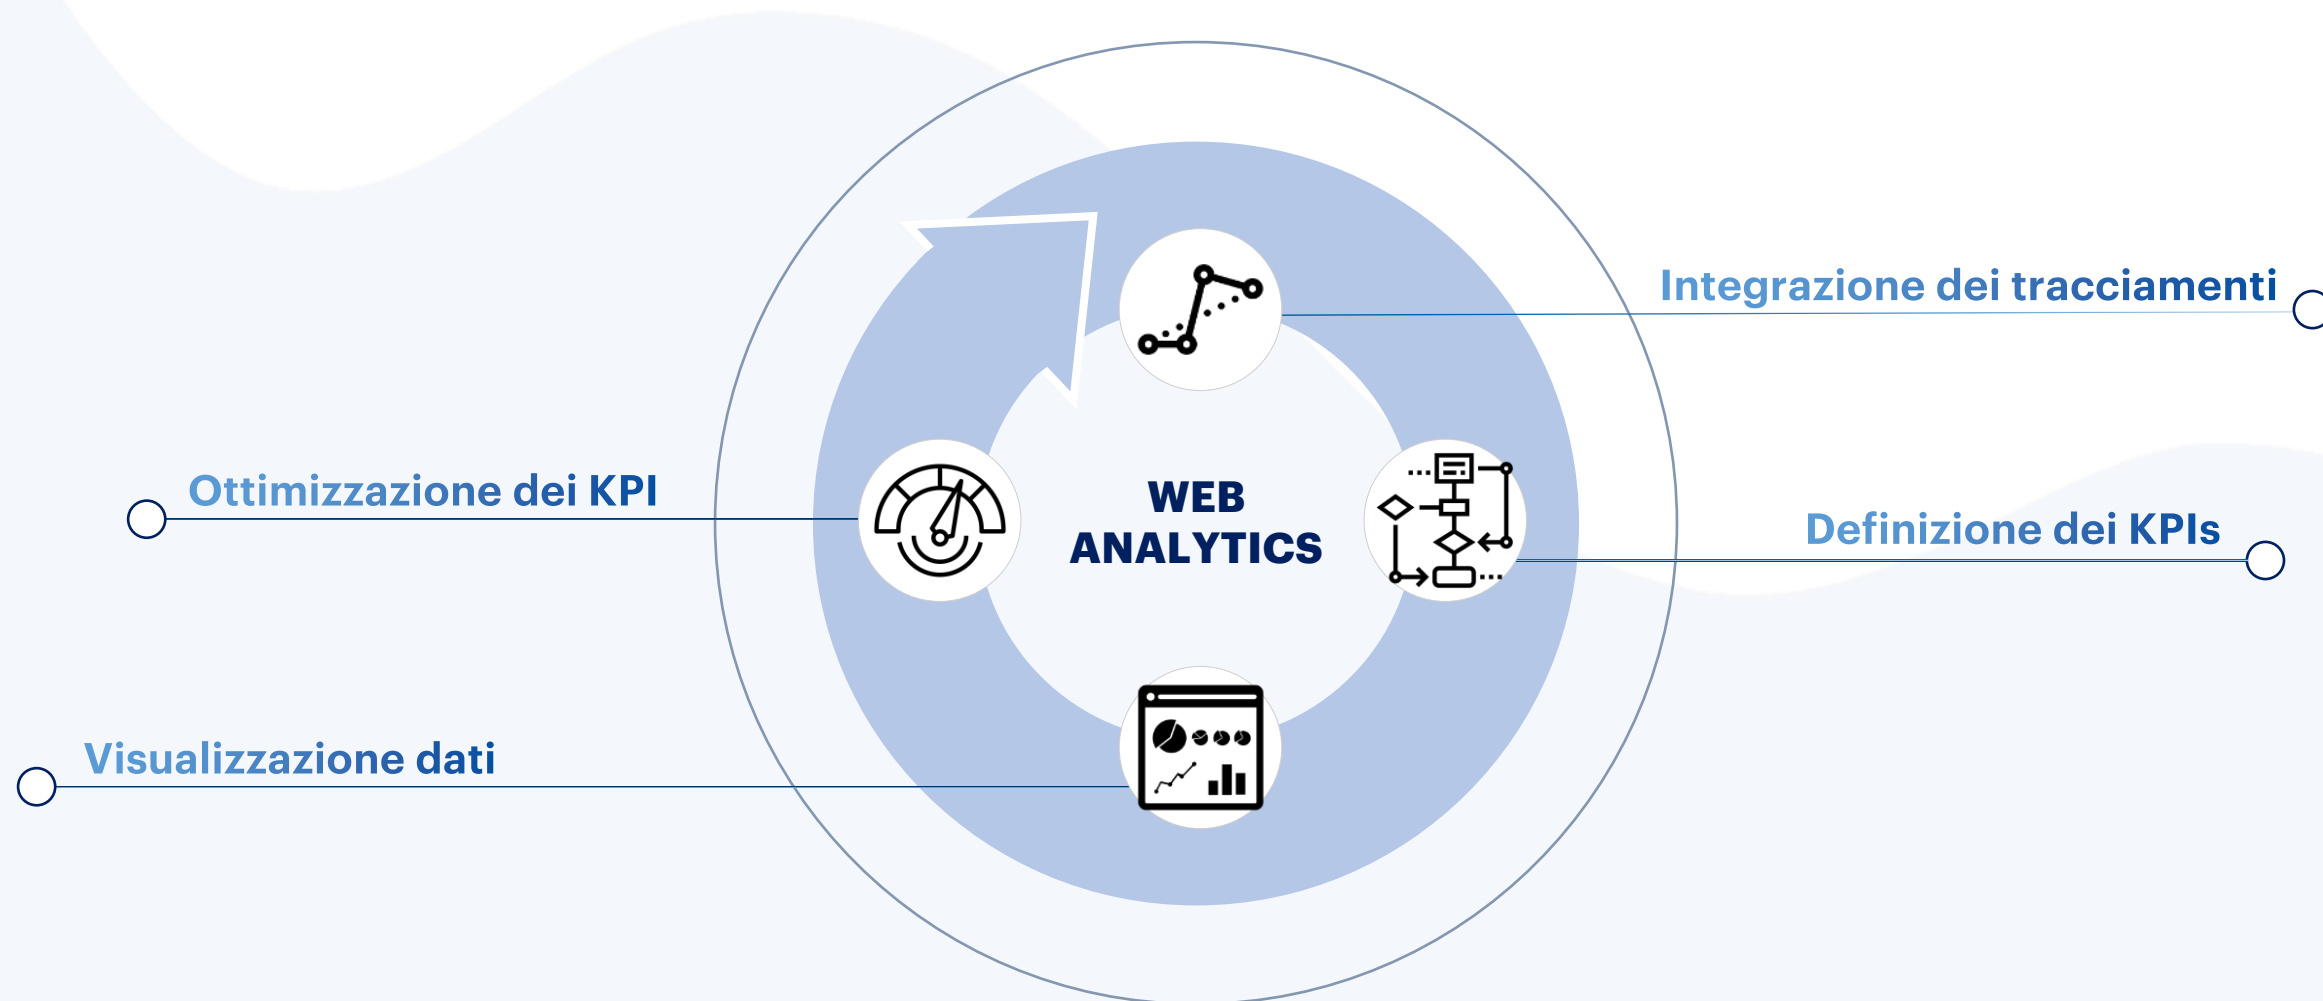 Integrazione dei tracciamenti
Ottimizzazione dei KPI
WEB
ANALYTICS
Definizione dei KPIs
Visualizzazione dati